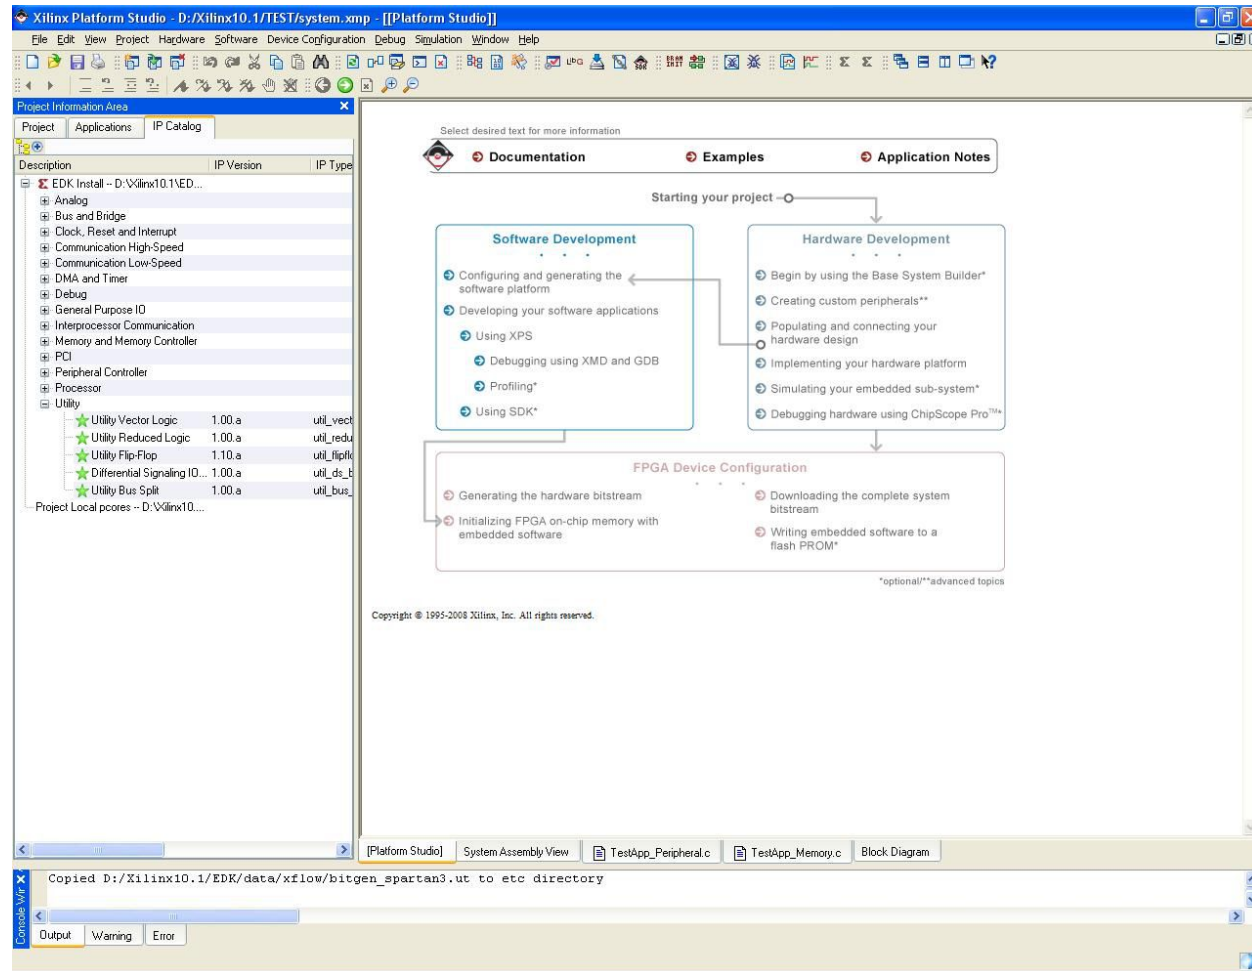 Xilinx Platform Studio - D:/Xilinx10.1/TEST/system.xmp - [[Platform Studio]]
File Edit View Project Hardware Software Device Configuration Debug Simulation Window Help
Project Information Area
Project Applications IP Catalog
Description IP Version IP Type
EDK Install -- D:\Xilinx10.1\ED...
Analog
Bus and Bridge
Clock, Reset and Interrupt
Communication High-Speed
Communication Low-Speed
DMA and Timer
Debug
General Purpose IO
Interprocessor Communication
Memory and Memory Controller
PCI
Peripheral Controller
Processor
Utility
Utility Vector Logic 1.00.a util_vect
Utility Reduced Logic 1.00.a util_redu
Utility Flip-Flop 1.10.a util_flipflo
Differential Signaling IO... 1.00.a util_ds_b
Utility Bus Split 1.00.a util_bus_
Project Local pcores -- D:\Xilinx10....
Select desired text for more information
Documentation Examples Application Notes
Starting your project
Software Development
Configuring and generating the
software platform
Developing your software applications
Using XPS
Debugging using XMD and GDB
Profiling*
Using SDK*
Hardware Development
Begin by using the Base System Builder*
Creating custom peripherals**
Populating and connecting your
hardware design
Implementing your hardware platform
Simulating your embedded sub-system*
Debugging hardware using ChipScope Pro™*
FPGA Device Configuration
Generating the hardware bitstream
Initializing FPGA on-chip memory with
embedded software
Downloading the complete system
bitstream
Writing embedded software to a
flash PROM*
*optional/**advanced topics
Copyright © 1995-2008 Xilinx, Inc. All rights reserved.
[Platform Studio] System Assembly View TestApp_Peripheral.c TestApp_Memory.c Block Diagram
Copied D:/Xilinx10.1/EDK/data/xflow/bitgen_spartan3.ut to etc directory
Console Wir
Output Warning Error